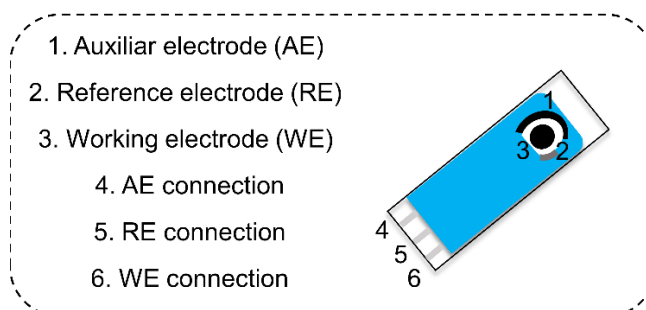 1. Auxiliar electrode (AE)
2. Reference electrode (RE)
3. Working electrode (WE)
4. AE connection
5. RE connection
6. WE connection
1
3 2
4
5
6